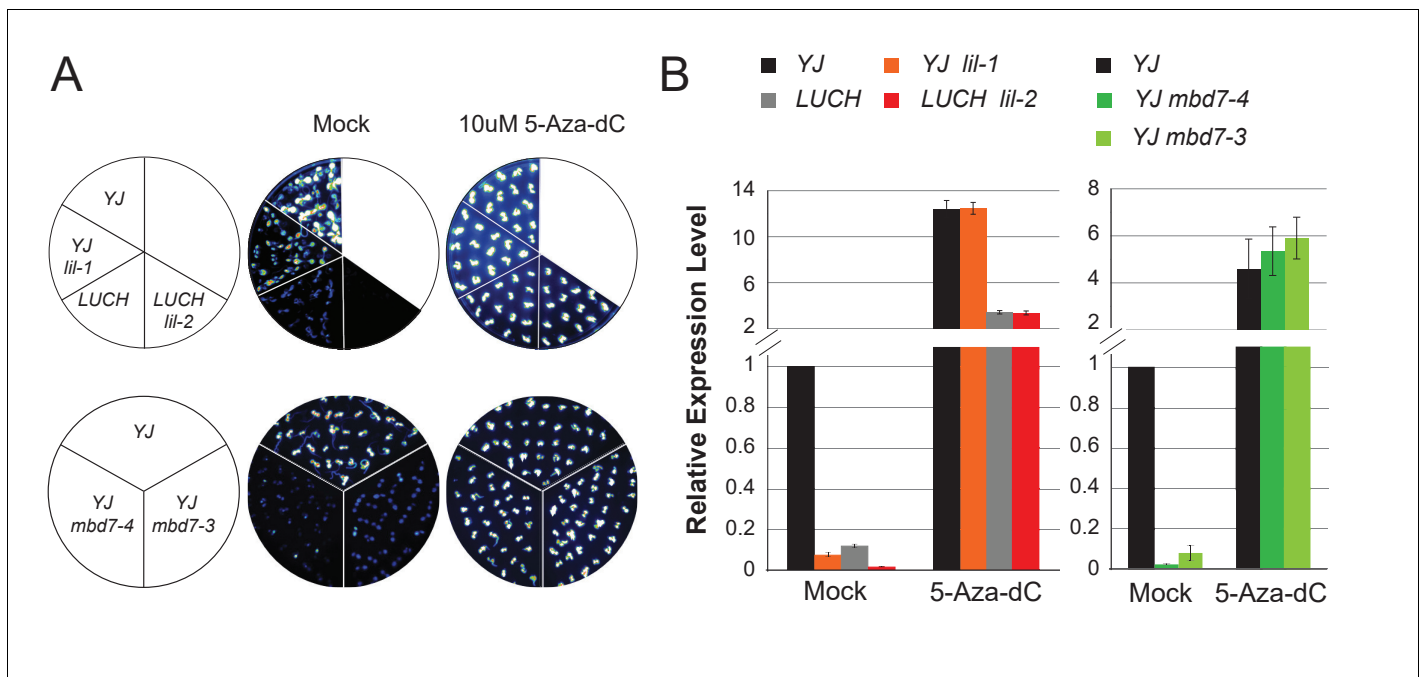 A
Mock
10uM 5-Aza-dC
YJ
YJ
lil-1
LUCH
LUCH
lil-2
YJ
YJ
mbd7-4
YJ
mbd7-3
B
YJ
YJ lil-1
LUCH
LUCH lil-2
YJ
YJ mbd7-4
YJ mbd7-3
Relative Expression Level
14
10
6
2
1
0.8
0.6
0.4
0.2
0
Mock
5-Aza-dC
8
6
4
2
1
0.8
0.6
0.4
0.2
0
Mock
5-Aza-dC